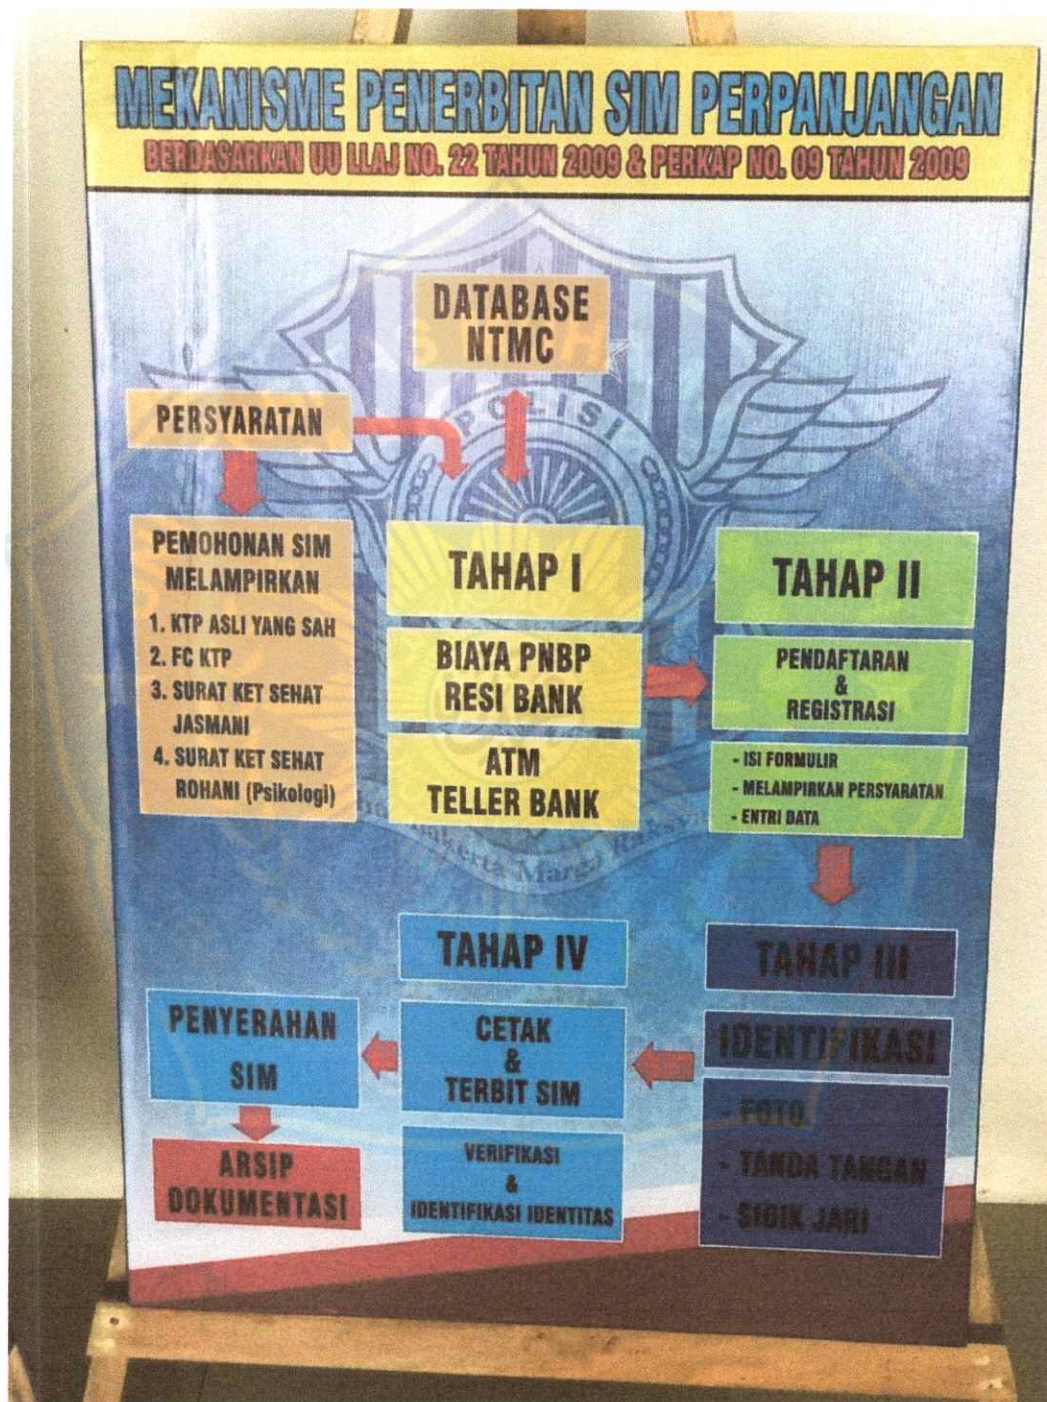 MEKANISME PENERBITAN SIM PERPANJANGAN
BERDASARKAN UU LLAJ NO. 22 TAHUN 2009 & PERKAP NO. 09 TAHUN 2009
DATABASE
NTMC
POLISI
PERSYARATAN
PEMOHONAN SIM
MELAMPIRKAN
1. KTP ASLI YANG SAH
2. FC KTP
3. SURAT KET SEHAT
JASMANI
4. SURAT KET SEHAT
ROHANI (Psikologi)
TAHAP I
BIAYA PNBP
RESI BANK
ATM
TELLER BANK
TAHAP II
PENDAFTARAN
&
REGISTRASI
- ISI FORMULIR
- MELAMPIRKAN PERSYARATAN
- ENTRI DATA
Marga
TAHAP III
IDENTIFIKASI
- FOTO
- TANDA TANGAN
- SIDIK JARI
TAHAP IV
CETAK
&
TERBIT SIM
VERIFIKASI
&
IDENTIFIKASI IDENTITAS
PENYERAHAN
SIM
ARSIP
DOKUMENTASI